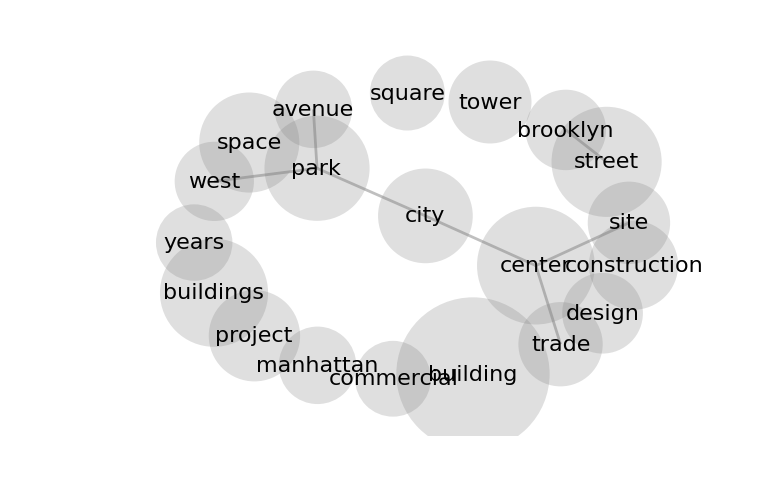 square
tower
avenue
brooklyn
space
street
park
west
city
site
years
center
construction
buildings
design
project
trade
manhattan
building
commercial